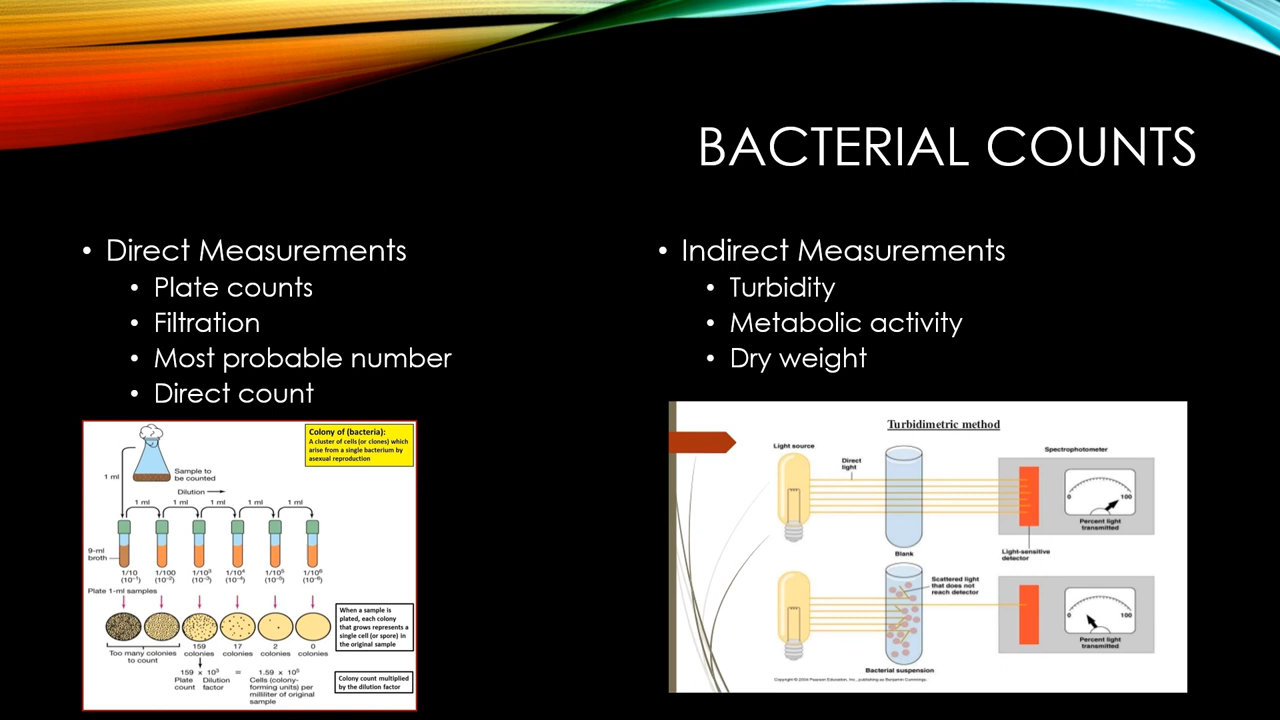 BACTERIAL COUNTS
• Direct Measurements
• Plate counts
• Filtration
• Most probable number
• Direct count
• Indirect Measurements
• Turbidity
• Metabolic activity
• Dry weight
Colony of (bacteria):
A cluster of cells (or clones) which
arise from a single bacterium by
asexual reproduction
1 ml
Sample to
be counted
Dilution
1 ml 1 ml 1 ml 1 ml 1 ml
9-ml
broth
1/10 1/100 1/10³ 1/10⁴ 1/10⁵ 1/10⁶
(10⁻¹) (10⁻²) (10⁻³) (10⁻⁴) (10⁻⁵) (10⁻⁶)
Plate 1-ml samples
When a sample is
plated, each colony
that grows represents a
single cell (or spore) in
the original sample
Too many colonies
to count
159 17 2 0
colonies colonies colonies colonies
159 x 10³ = 1.59 x 10⁵
Plate Dilution
count factor
Cells (colony-
forming units) per
milliliter of original
sample
Colony count multiplied
by the dilution factor
Turbidimetric method
Light source
Direct
light
Spectrophotometer
0 100
Percent light
transmitted
Blank
Light-sensitive
detector
Scattered light
that does not
reach detector
0 100
Percent light
transmitted
Bacterial suspension
Copyright © 2004 Pearson Education, Inc., publishing as Benjamin Cummings.